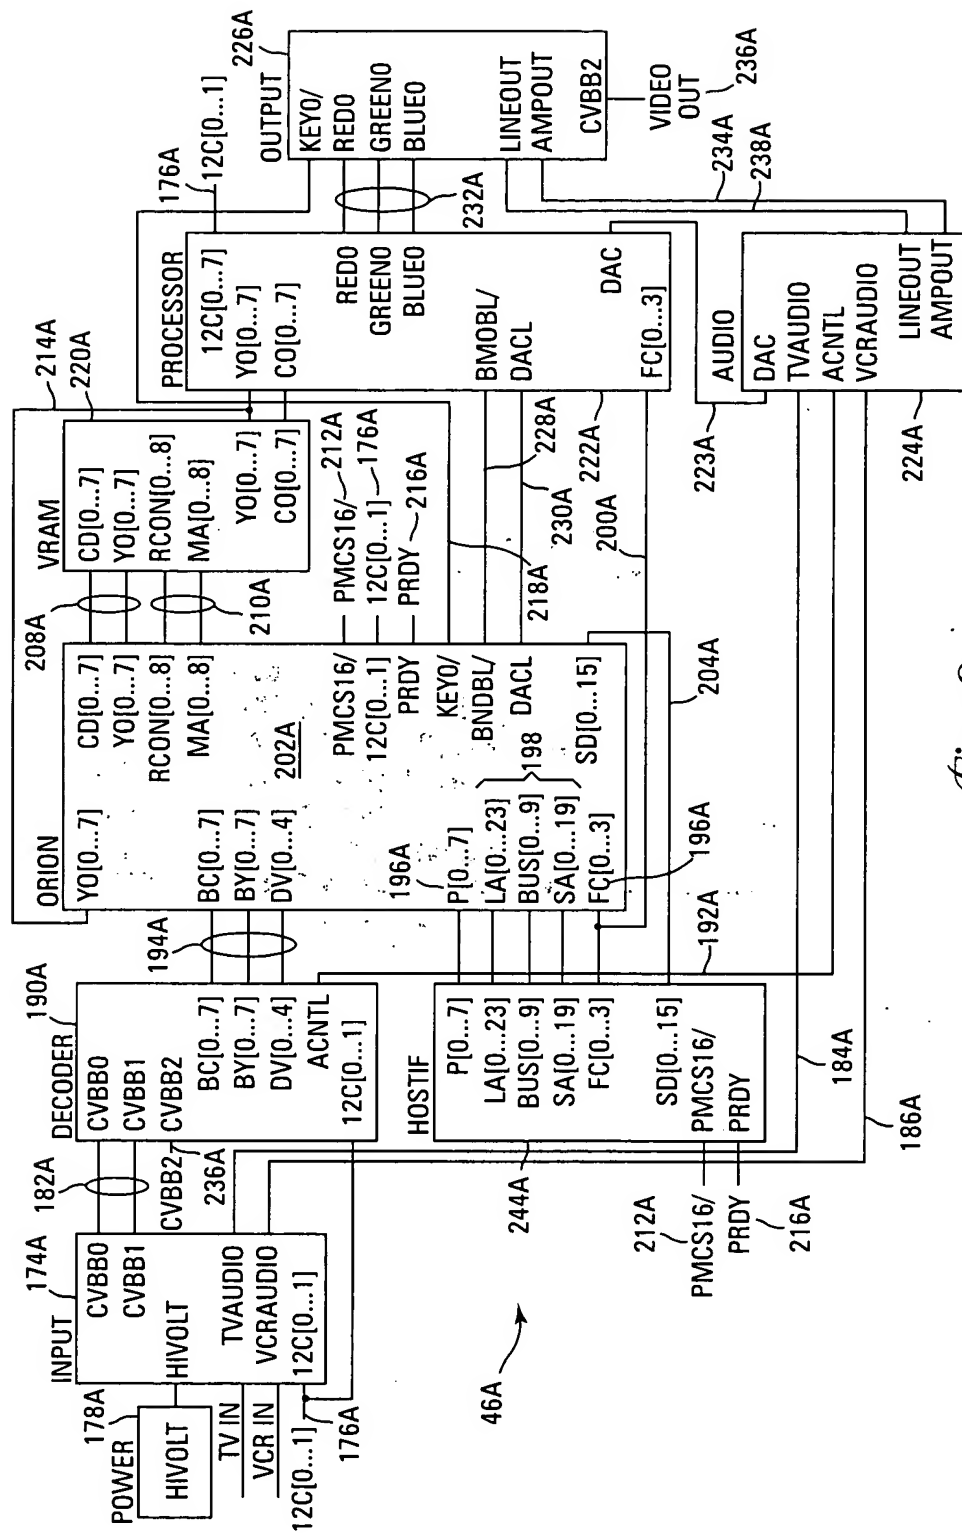 POWER
178A
HIVOLT
TV IN
VCR IN
12C[0...1]
176A
INPUT
174A
CVBB0
CVBB1
HIVOLT
TVAUDIO
VCRAUDIO
12C[0...1]
182A
CVBB2
236A
DECODER
190A
CVBB0
CVBB1
CVBB2
BC[0...7]
BY[0...7]
DV[0...4]
ACNTL
12C[0...1]
194A
192A
HOSTIF
244A
P[0...7]
LA[0...23]
BUS[0...9]
SA[0...19]
FC[0...3]
SD[0...15]
PMCS16/
PRDY
212A
PMCS16/
PRDY
216A
184A
186A
46A
ORION
YO[0...7]
BC[0...7]
BY[0...7]
DV[0...4]
196A
P[0...7]
LA[0...23]
BUS[0...9]
SA[0...19]
198
FC[0...3]
196A
202A
CD[0...7]
YO[0...7]
RCON[0...8]
MA[0...8]
PMCS16/
12C[0...1]
PRDY
KEY0/
BNDBL/
DACL
SD[0...15]
204A
208A
210A
PMCS16/
212A
12C[0...1]
176A
PRDY
216A
218A
228A
230A
200A
VRAM
214A
220A
CD[0...7]
YO[0...7]
RCON[0...8]
MA[0...8]
YO[0...7]
CO[0...7]
PROCESSOR
12C[0...7]
YO[0...7]
CO[0...7]
RED0
GREEN0
BLUE0
BMOBL/
DACL
DAC
FC[0...3]
222A
176A
12C[0...1]
232A
OUTPUT
226A
KEY0/
RED0
GREEN0
BLUE0
LINEOUT
AMPOUT
CVBB2
VIDEO
OUT
236A
234A
238A
AUDIO
DAC
TVAUDIO
ACNTL
VCRAUDIO
LINEOUT
AMPOUT
223A
224A